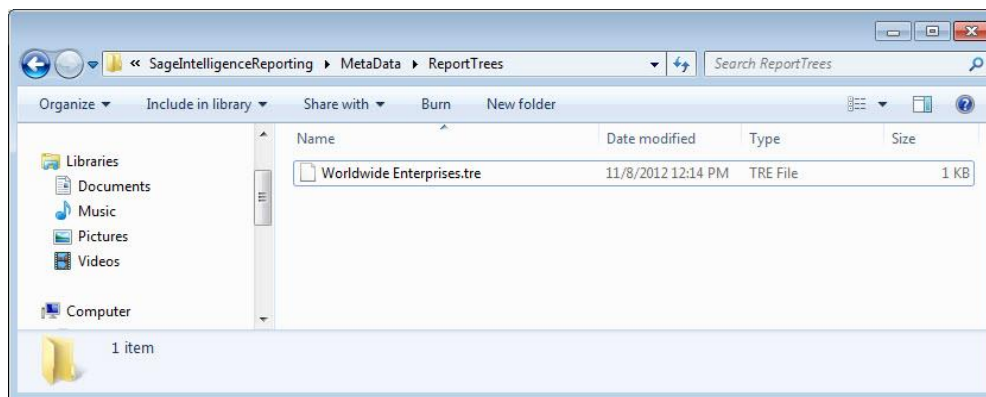 « SageIntelligenceReporting ▸ MetaData ▸ ReportTrees Search ReportTrees
Organize ▾ Include in library ▾ Share with ▾ Burn New folder
Name Date modified Type Size
Libraries
Worldwide Enterprises.tre 11/8/2012 12:14 PM TRE File 1 KB
Documents
Music
Pictures
Videos
Computer
1 item